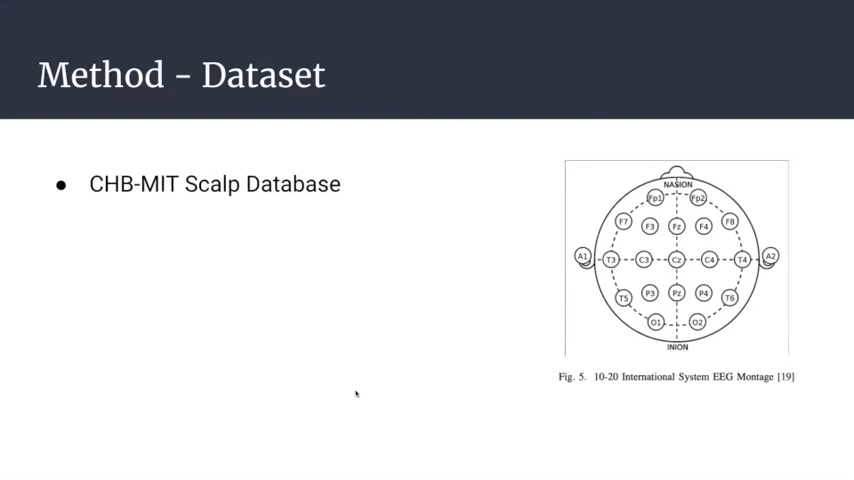 Method - Dataset
● CHB-MIT Scalp Database
NASION
Fp1 Fp2
F7 F3 Fz F4 F8
A1 T3 C3 Cz C4 T4 A2
T5 P3 Pz P4 T6
O1 O2
INION
Fig. 5. 10-20 International System EEG Montage [19]